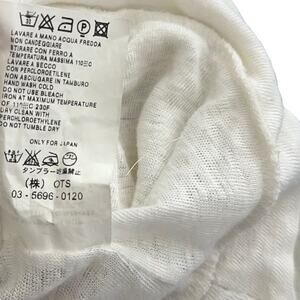 LAVARE A MANO ACQUA FREDDA
NON CANDEGGIARE
STIRARE CON FERRO A
TEMPERATURA MASSIMA 110°C
LAVARE A SECCO
CON PERCLOROETILENE
NON ASCIUGARE IN TAMBURO
HAND WASH COLD
DO NOT USE BLEACH
IRON AT MAXIMUM TEMPERATURE
OF 110°C 230F
DRY CLEAN WITH
PERCHLOROETHYLENE
DO NOT TUMBLE DRY
ONLY FOR JAPAN
タンブラー乾燥禁止
(株) OTS
03-5696-0120